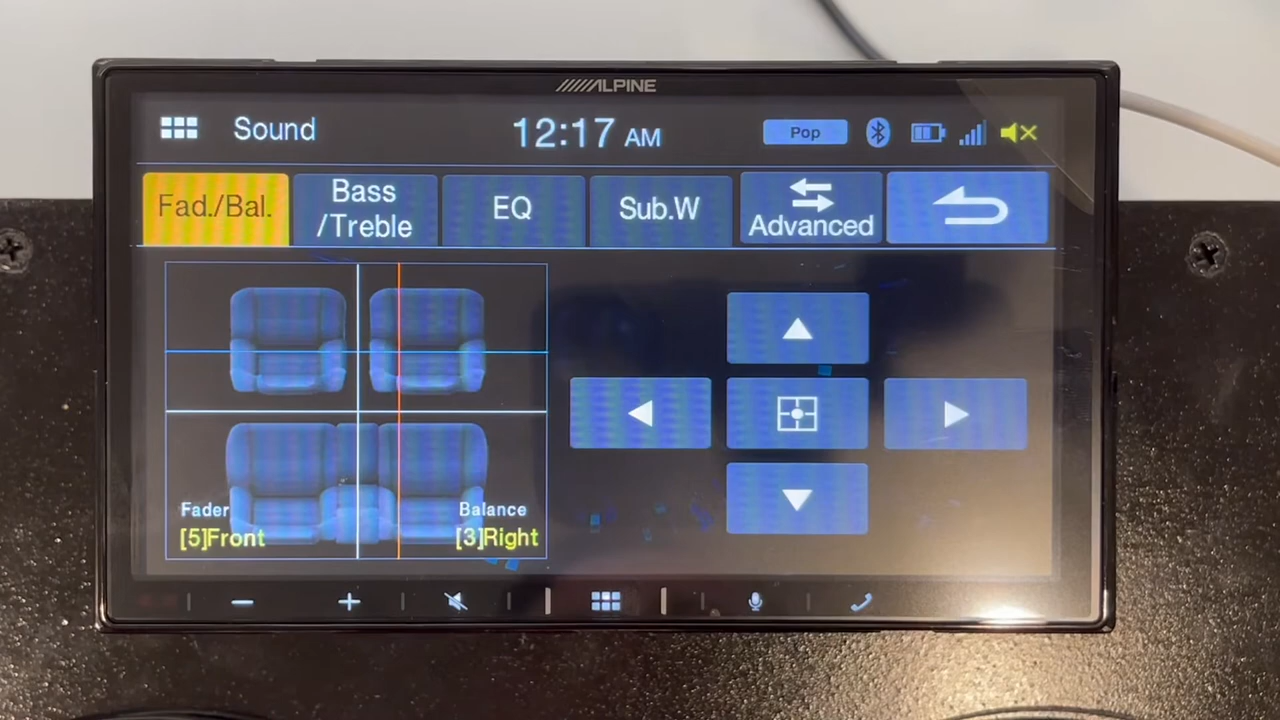 ALPINE
Sound
12:17 AM
Pop
Fad./Bal.
Bass
/Treble
EQ
Sub.W
Advanced
Fader
[5]Front
Balance
[3]Right